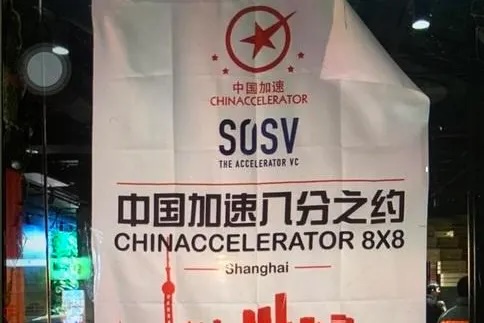 中国加速
CHINACCELERATOR
SOSV
THE ACCELERATOR VC
中国加速八分之约
CHINACCELERATOR 8X8
Shanghai